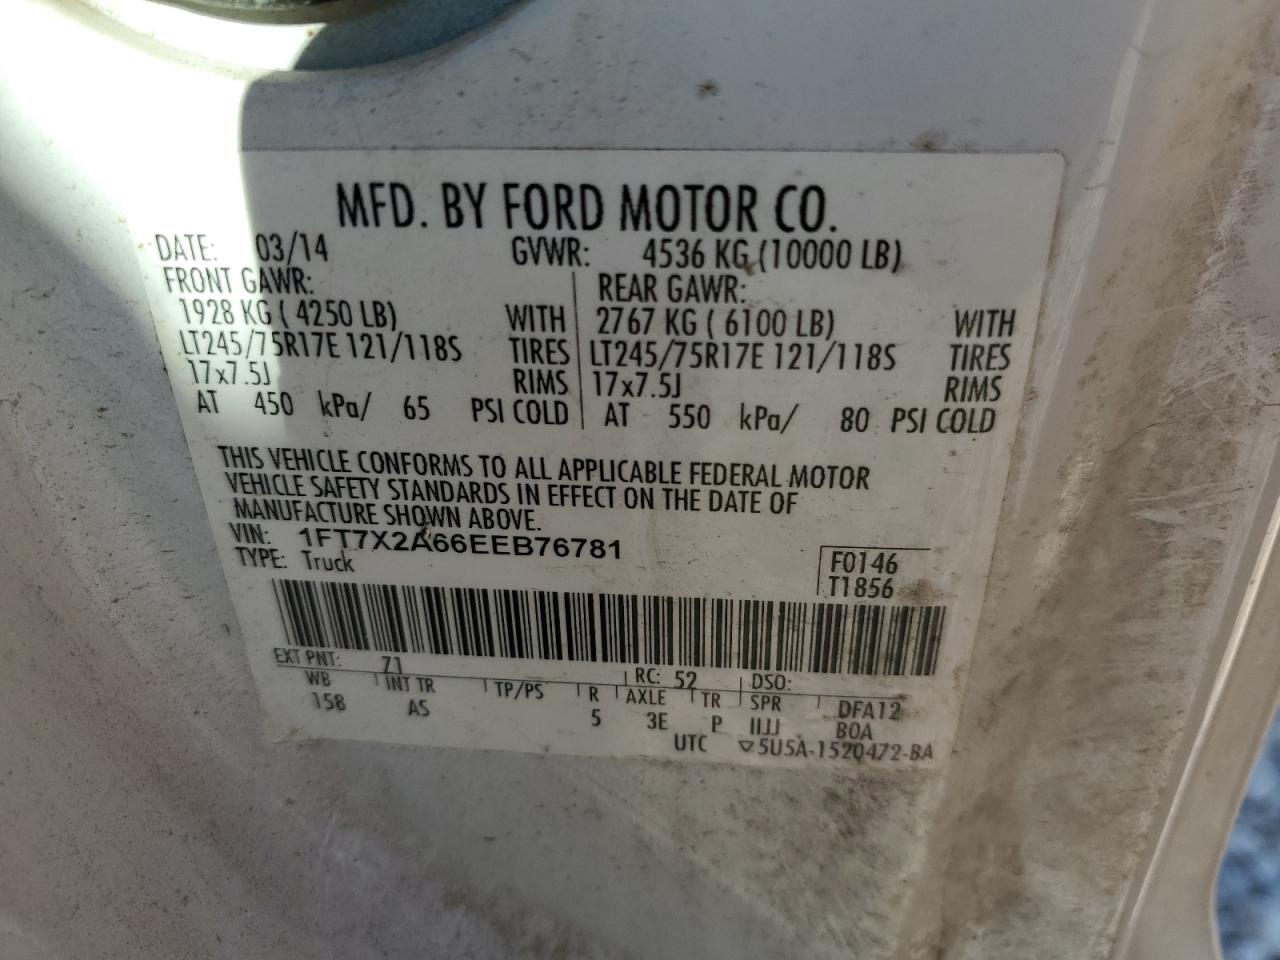 MFD. BY FORD MOTOR CO.
DATE: 03/14 GVWR: 4536 KG (10000 LB)
FRONT GAWR: REAR GAWR:
1928 KG ( 4250 LB) WITH 2767 KG ( 6100 LB) WITH
LT245/75R17E 121/118S TIRES LT245/75R17E 121/118S TIRES
17x7.5J RIMS 17x7.5J RIMS
AT 450 kPa/ 65 PSI COLD AT 550 kPa/ 80 PSI COLD
THIS VEHICLE CONFORMS TO ALL APPLICABLE FEDERAL MOTOR
VEHICLE SAFETY STANDARDS IN EFFECT ON THE DATE OF
MANUFACTURE SHOWN ABOVE.
VIN: 1FT7X2A66EEB76781
TYPE: Truck F0146
T1856
EXT PNT: Z1 RC: 52 DSO:
WB INT TR TP/PS R AXLE TR SPR DFA12
158 AS 5 3E P IIJJ BOA
UTC ▽5U5A-1520472-BA